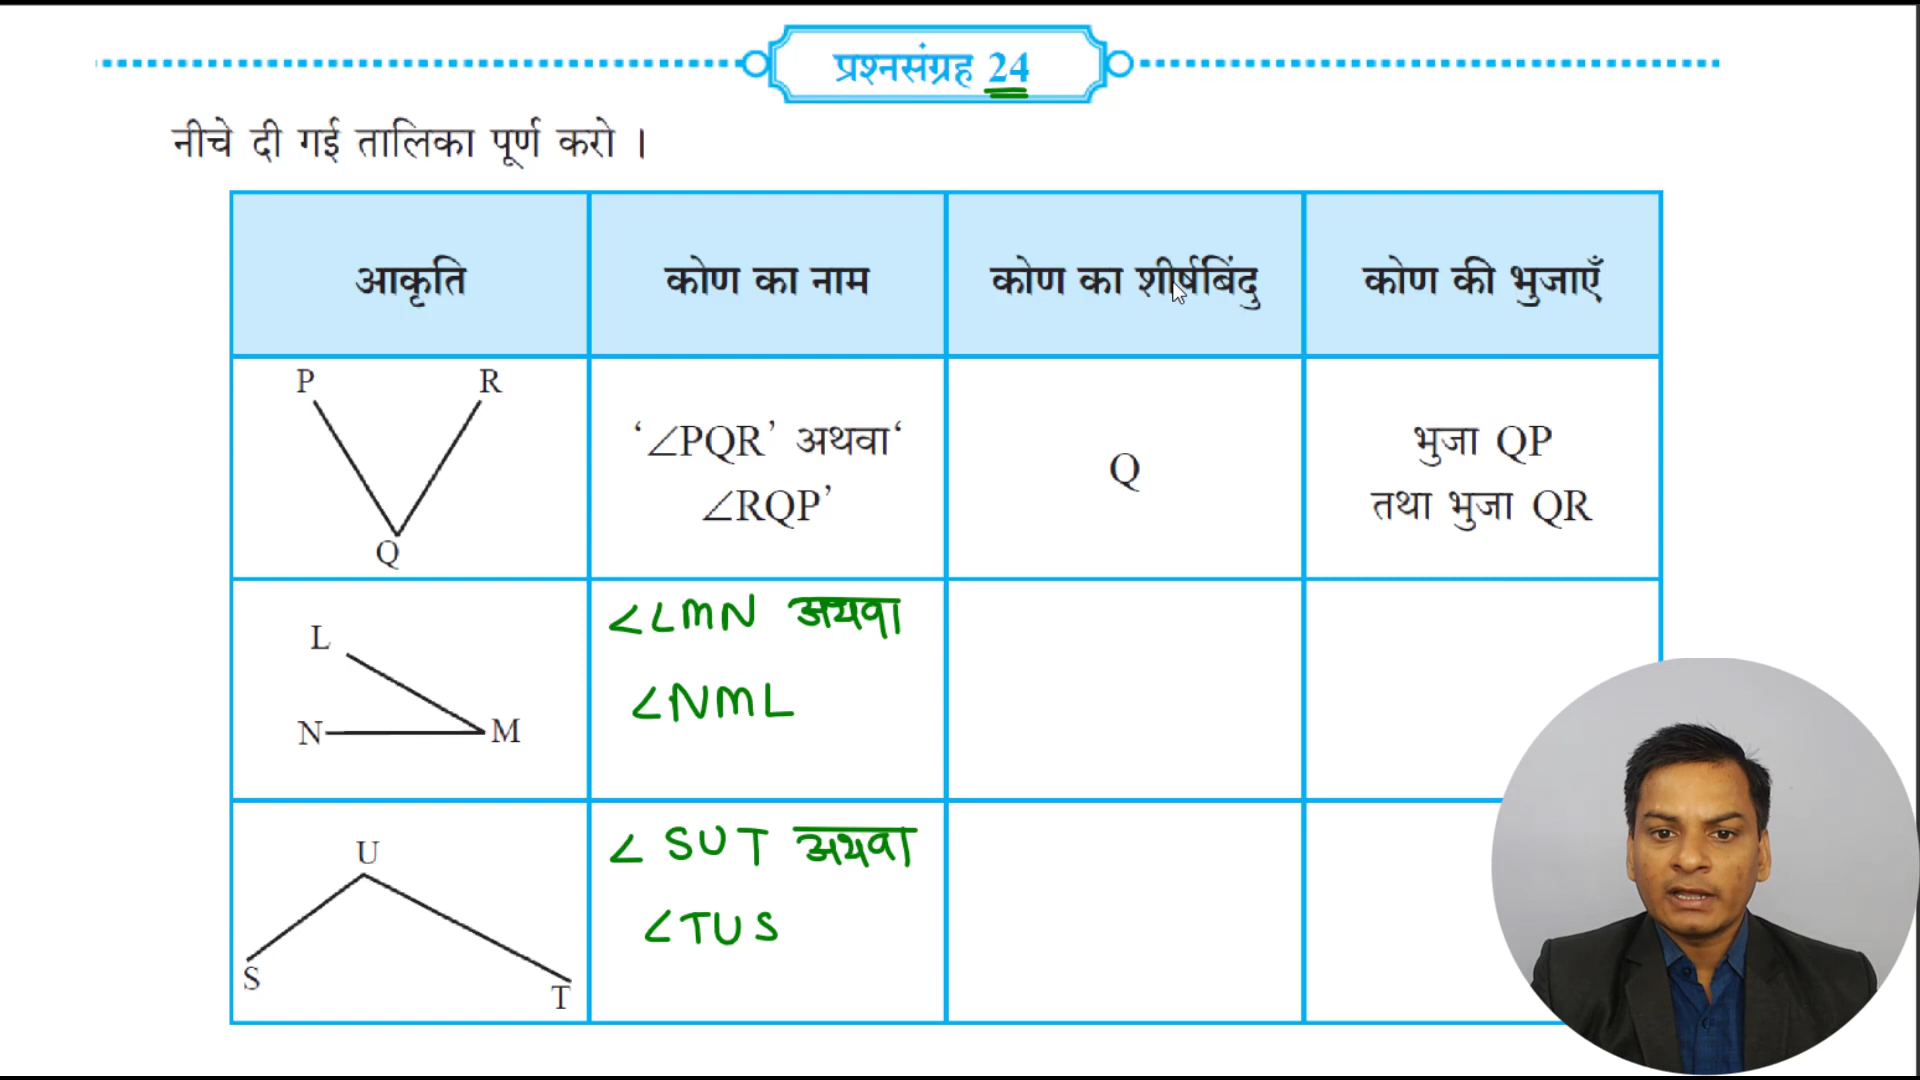 प्रश्नसंग्रह 24
नीचे दी गई तालिका पूर्ण करो ।
आकृति
कोण का नाम
कोण का शीर्षबिंदु
कोण की भुजाएँ
P
R
Q
‘∠PQR’ अथवा‘
∠RQP’
Q
भुजा QP
तथा भुजा QR
L
N
M
∠LMN अथवा
∠NML
U
S
T
∠SUT अथवा
∠TUS